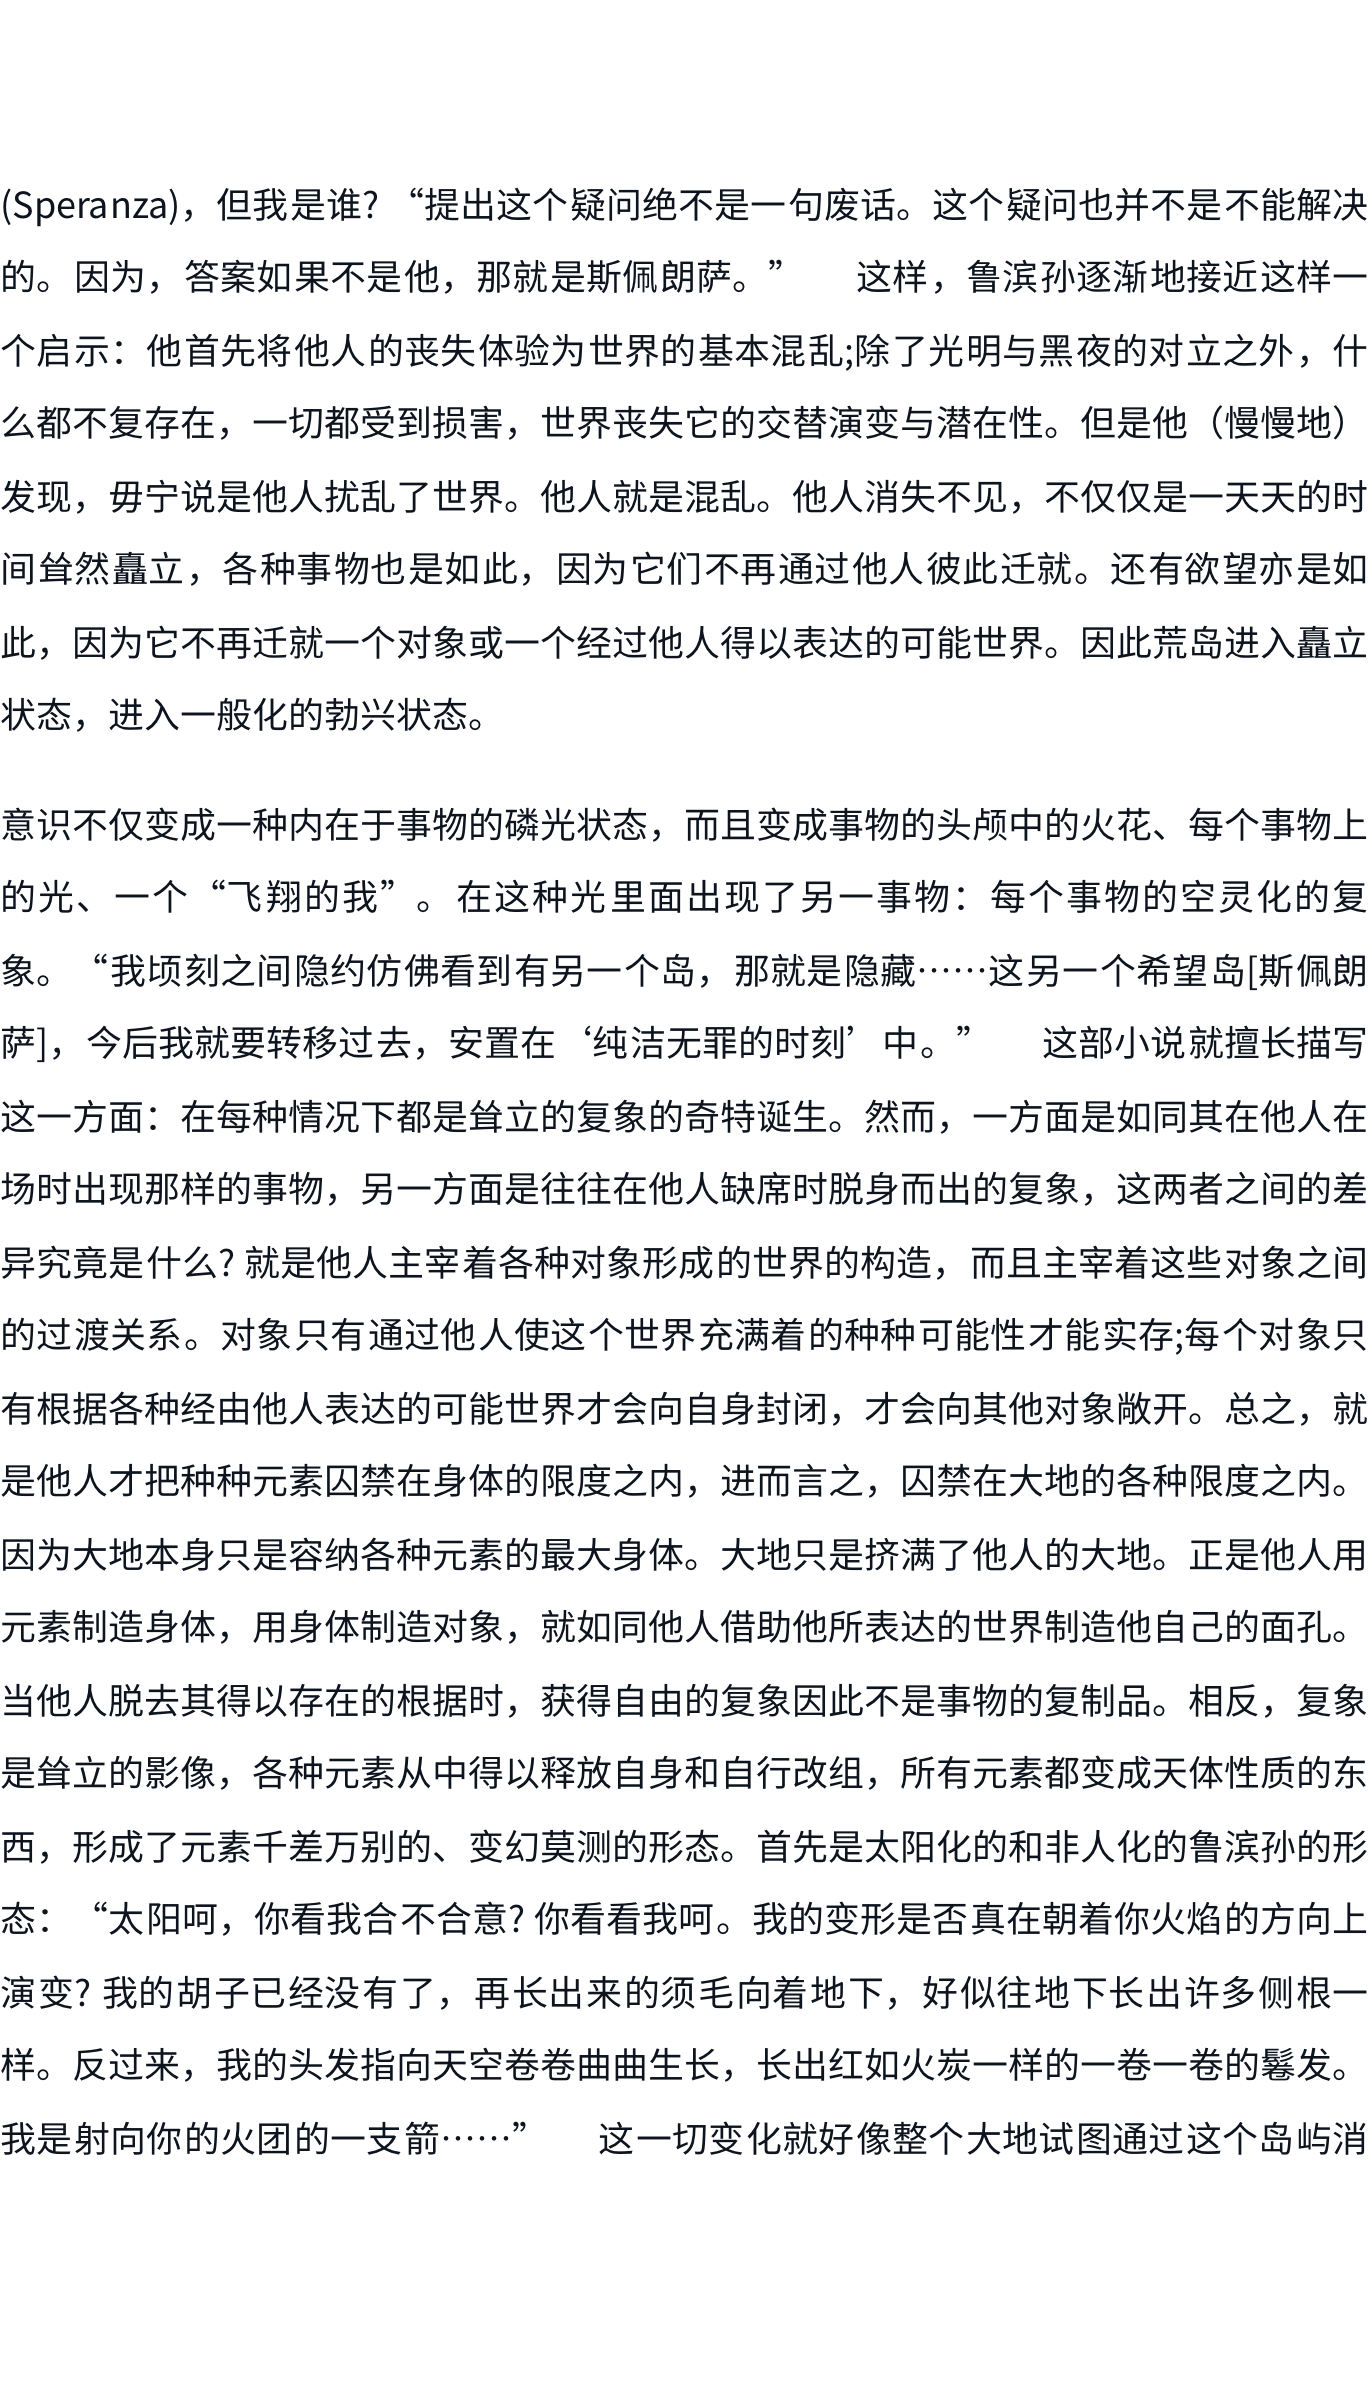 (Speranza)，但我是谁? “提出这个疑问绝不是一句废话。这个疑问也并不是不能解决
的。因为，答案如果不是他，那就是斯佩朗萨。”　　这样，鲁滨孙逐渐地接近这样一
个启示：他首先将他人的丧失体验为世界的基本混乱;除了光明与黑夜的对立之外，什
么都不复存在，一切都受到损害，世界丧失它的交替演变与潜在性。但是他（慢慢地）
发现，毋宁说是他人扰乱了世界。他人就是混乱。他人消失不见，不仅仅是一天天的时
间耸然矗立，各种事物也是如此，因为它们不再通过他人彼此迁就。还有欲望亦是如
此，因为它不再迁就一个对象或一个经过他人得以表达的可能世界。因此荒岛进入矗立
状态，进入一般化的勃兴状态。
意识不仅变成一种内在于事物的磷光状态，而且变成事物的头颅中的火花、每个事物上
的光、一个“飞翔的我”。在这种光里面出现了另一事物：每个事物的空灵化的复
象。“我顷刻之间隐约仿佛看到有另一个岛，那就是隐藏……这另一个希望岛[斯佩朗
萨]，今后我就要转移过去，安置在‘纯洁无罪的时刻’中。”　　这部小说就擅长描写
这一方面：在每种情况下都是耸立的复象的奇特诞生。然而，一方面是如同其在他人在
场时出现那样的事物，另一方面是往往在他人缺席时脱身而出的复象，这两者之间的差
异究竟是什么? 就是他人主宰着各种对象形成的世界的构造，而且主宰着这些对象之间
的过渡关系。对象只有通过他人使这个世界充满着的种种可能性才能实存;每个对象只
有根据各种经由他人表达的可能世界才会向自身封闭，才会向其他对象敞开。总之，就
是他人才把种种元素囚禁在身体的限度之内，进而言之，囚禁在大地的各种限度之内。
因为大地本身只是容纳各种元素的最大身体。大地只是挤满了他人的大地。正是他人用
元素制造身体，用身体制造对象，就如同他人借助他所表达的世界制造他自己的面孔。
当他人脱去其得以存在的根据时，获得自由的复象因此不是事物的复制品。相反，复象
是耸立的影像，各种元素从中得以释放自身和自行改组，所有元素都变成天体性质的东
西，形成了元素千差万别的、变幻莫测的形态。首先是太阳化的和非人化的鲁滨孙的形
态：“太阳呵，你看我合不合意? 你看看我呵。我的变形是否真在朝着你火焰的方向上
演变? 我的胡子已经没有了，再长出来的须毛向着地下，好似往地下长出许多侧根一
样。反过来，我的头发指向天空卷卷曲曲生长，长出红如火炭一样的一卷一卷的鬈发。
我是射向你的火团的一支箭……”　　这一切变化就好像整个大地试图通过这个岛屿消